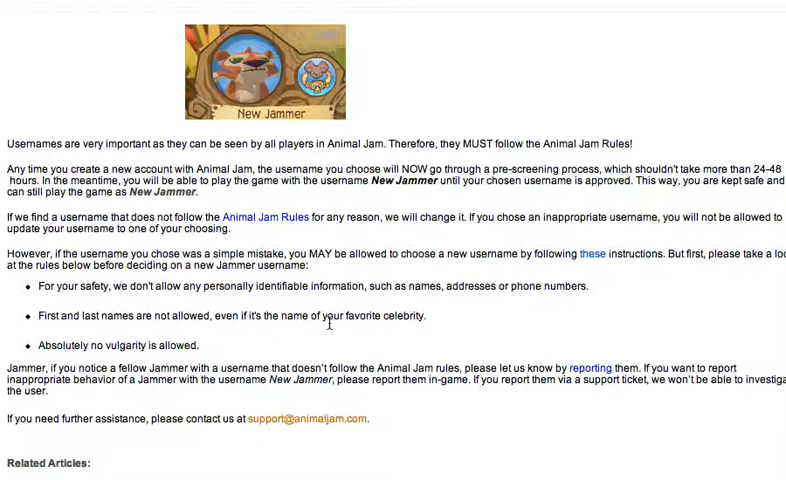 New Jammer
Usernames are very important as they can be seen by all players in Animal Jam. Therefore, they MUST follow the Animal Jam Rules!
Any time you create a new account with Animal Jam, the username you choose will NOW go through a pre-screening process, which shouldn't take more than 24-48
hours. In the meantime, you will be able to play the game with the username New Jammer until your chosen username is approved. This way, you are kept safe and
can still play the game as New Jammer.
If we find a username that does not follow the Animal Jam Rules for any reason, we will change it. If you chose an inappropriate username, you will not be allowed to
update your username to one of your choosing.
However, if the username you chose was a simple mistake, you MAY be allowed to choose a new username by following these instructions. But first, please take a
at the rules below before deciding on a new Jammer username:
For your safety, we don't allow any personally identifiable information, such as names, addresses or phone numbers.
First and last names are not allowed, even if it's the name of your favorite celebrity.
Absolutely no vulgarity is allowed.
Jammer, if you notice a fellow Jammer with a username that doesn't follow the Animal Jam rules, please let us know by reporting them. If you want to report
inappropriate behavior of a Jammer with the username New Jammer, please report them in-game. If you report them via a support ticket, we won't be able to
the user.
If you need further assistance, please contact us at support@animaljam.com.
Related Articles: